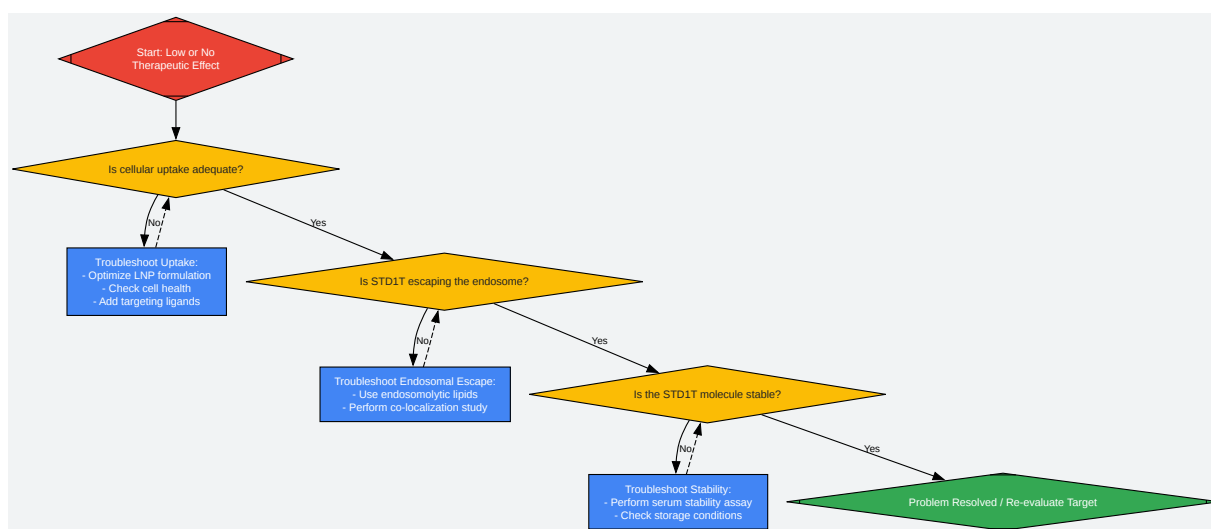 Start: Low or No
Therapeutic Effect
Is cellular uptake adequate?
No
Yes
Troubleshoot Uptake:
- Optimize LNP formulation
- Check cell health
- Add targeting ligands
Is STD1T escaping the endosome?
No
Yes
Troubleshoot Endosomal Escape:
- Use endosomolytic lipids
- Perform co-localization study
Is the STD1T molecule stable?
No
Yes
Troubleshoot Stability:
- Perform serum stability assay
- Check storage conditions
Problem Resolved / Re-evaluate Target